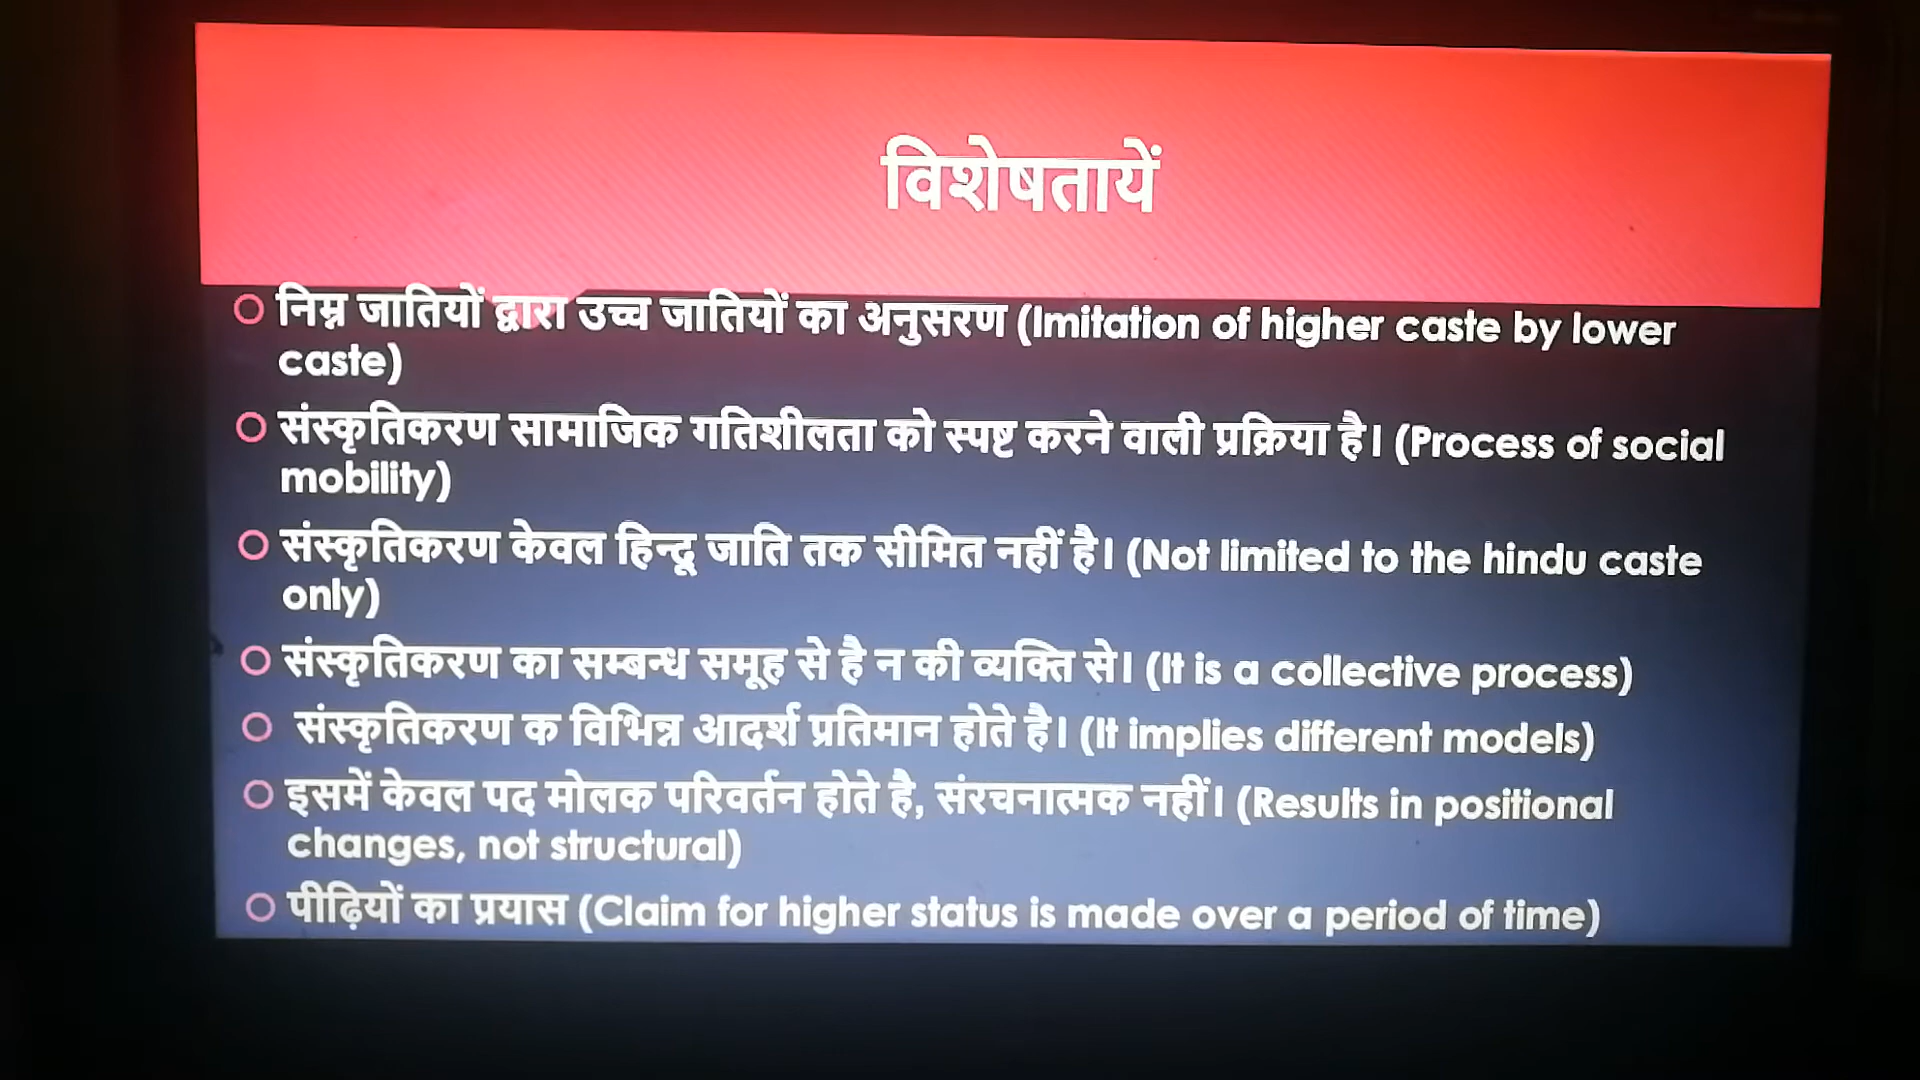 विशेषतायें
निम्न जातियों द्वारा उच्च जातियों का अनुसरण (Imitation of higher caste by lower
caste)
संस्कृतिकरण सामाजिक गतिशीलता को स्पष्ट करने वाली प्रक्रिया है। (Process of social
mobility)
संस्कृतिकरण केवल हिन्दू जाति तक सीमित नहीं है। (Not limited to the hindu caste
only)
संस्कृतिकरण का सम्बन्ध समूह से है न की व्यक्ति से। (It is a collective process)
संस्कृतिकरण क विभिन्न आदर्श प्रतिमान होते है। (It implies different models)
इसमें केवल पद मोलक परिवर्तन होते है, संरचनात्मक नहीं। (Results in positional
changes, not structural)
पीढ़ियों का प्रयास (Claim for higher status is made over a period of time)